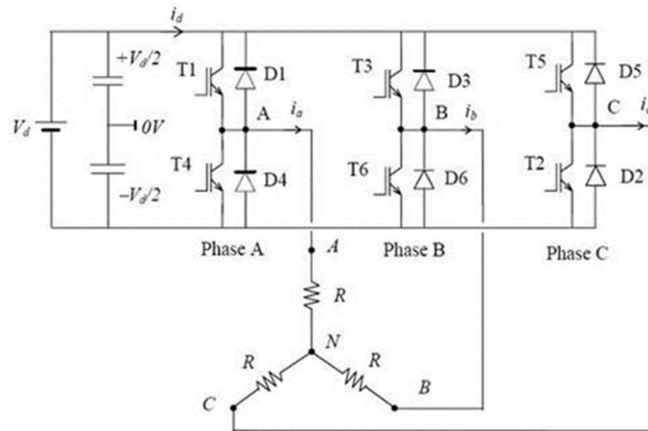 i_d
+V_d/2
T1
D1
T3
D3
T5
D5
V_d
0V
A
i_a
B
i_b
C
T4
D4
T6
D6
T2
D2
–V_d/2
Phase A
A
Phase B
Phase C
R
N
R
R
C
B